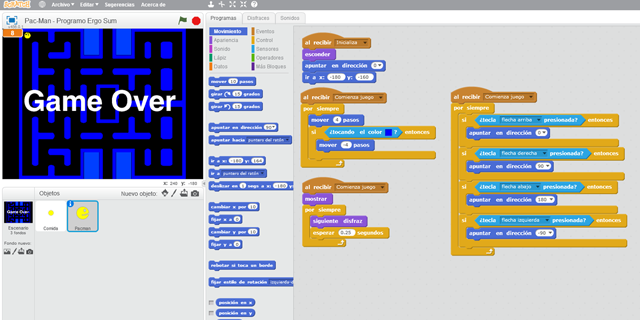 SCRATCH
Archivo Editar Sugerencias Acerca de
Pac-Man - Programo Ergo Sum
Game Over
x: 240 y: -180
Objetos Nuevo objeto:
Game Over
Escenario
3 fondos
Fondo nuevo
Comida
Pacman
Programas Disfraces Sonidos
Movimiento Eventos
Apariencia Control
Sonido Sensores
Lápiz Operadores
Datos Más Bloques
mover 10 pasos
girar 15 grados
girar 15 grados
apuntar en dirección 90
apuntar hacia puntero del ratón
ir a x: -180 y: 164
ir a puntero del ratón
deslizar en 1 segs a x: -180 y:
cambiar x por 10
fijar x a 0
cambiar y por 10
fijar y a 0
rebotar si toca un borde
fijar estilo de rotación izquierda-d
posición en x
posición en y
al recibir Inicializa
esconder
apuntar en dirección 0
ir a x: -180 y: -160
al recibir Comienza juego
por siempre
mover 4 pasos
si ¿tocando el color ? entonces
mover -4 pasos
al recibir Comienza juego
mostrar
por siempre
siguiente disfraz
esperar 0.25 segundos
al recibir Comienza juego
por siempre
si ¿tecla flecha arriba presionada? entonces
apuntar en dirección 0
si ¿tecla flecha derecha presionada? entonces
apuntar en dirección 90
si ¿tecla flecha abajo presionada? entonces
apuntar en dirección 180
si ¿tecla flecha izquierda presionada? entonces
apuntar en dirección -90